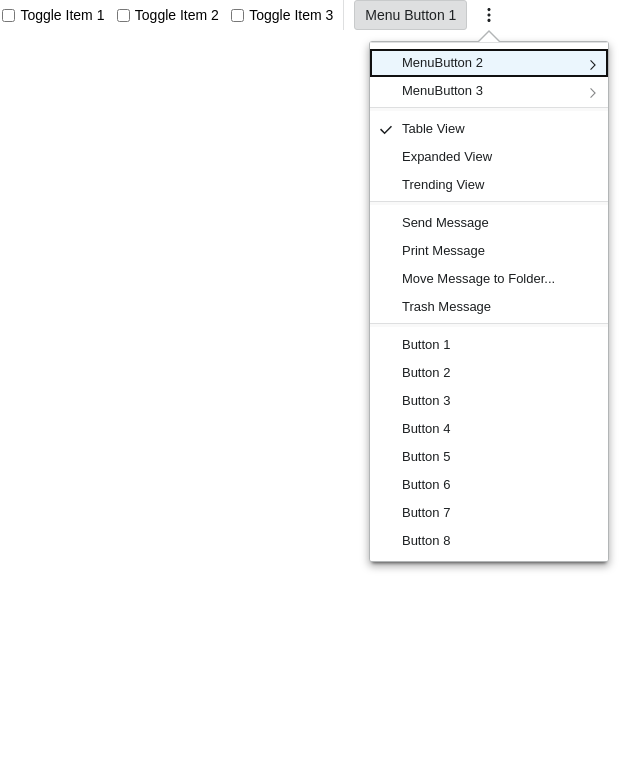 Toggle Item 1 Toggle Item 2 Toggle Item 3 Menu Button 1
MenuButton 2
MenuButton 3
Table View
Expanded View
Trending View
Send Message
Print Message
Move Message to Folder...
Trash Message
Button 1
Button 2
Button 3
Button 4
Button 5
Button 6
Button 7
Button 8